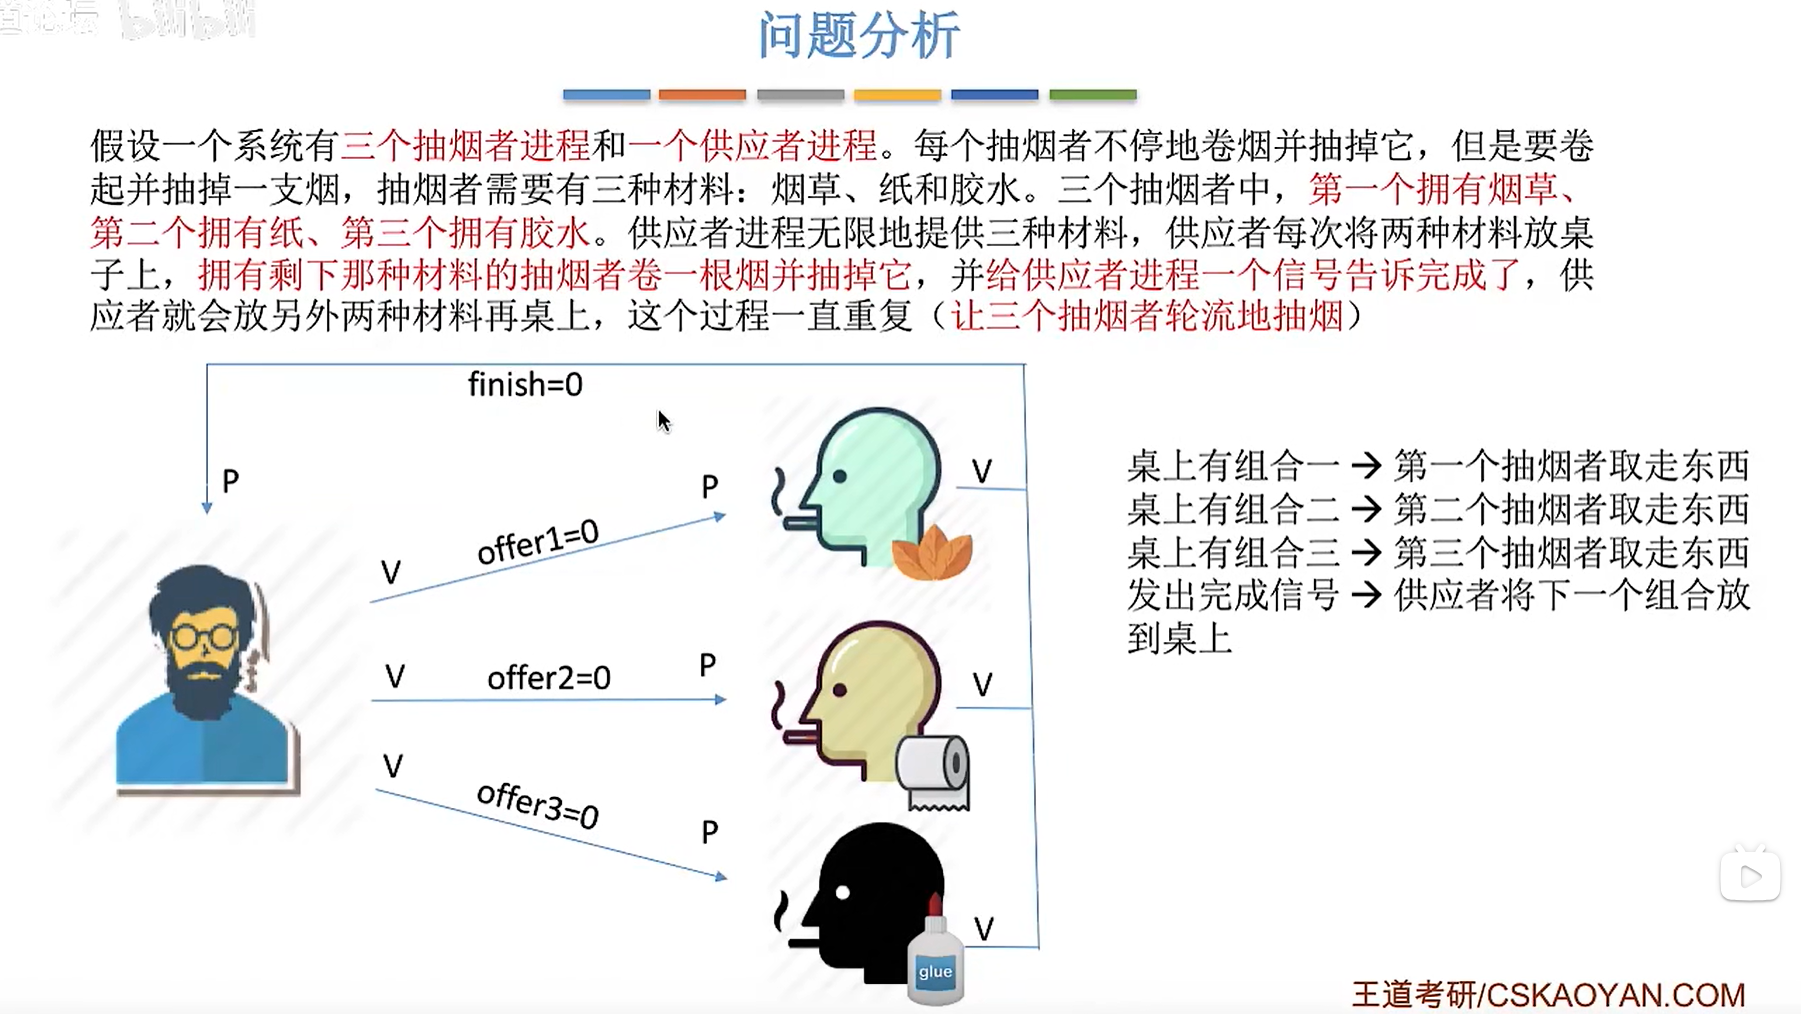 bilibili
问题分析
假设一个系统有三个抽烟者进程和一个供应者进程。每个抽烟者不停地卷烟并抽掉它，但是要卷
起并抽掉一支烟，抽烟者需要有三种材料：烟草、纸和胶水。三个抽烟者中，第一个拥有烟草、
第二个拥有纸、第三个拥有胶水。供应者进程无限地提供三种材料，供应者每次将两种材料放桌
子上，拥有剩下那种材料的抽烟者卷一根烟并抽掉它，并给供应者进程一个信号告诉完成了，供
应者就会放另外两种材料再桌上，这个过程一直重复（让三个抽烟者轮流地抽烟）
finish=0
P
V
offer1=0
P
V
V
offer2=0
P
V
V
offer3=0
P
V
glue
桌上有组合一 → 第一个抽烟者取走东西
桌上有组合二 → 第二个抽烟者取走东西
桌上有组合三 → 第三个抽烟者取走东西
发出完成信号 → 供应者将下一个组合放
到桌上
王道考研/CSKAOYAN.COM